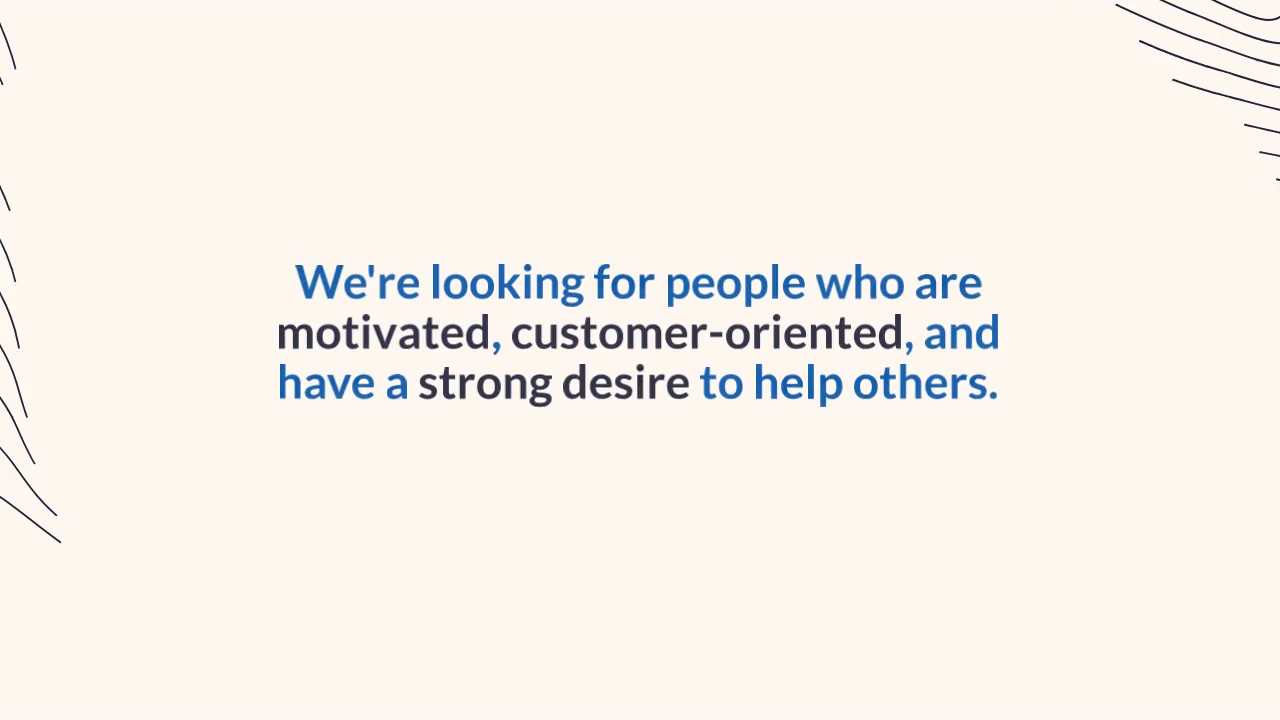 We're looking for people who are
motivated, customer-oriented, and
have a strong desire to help others.